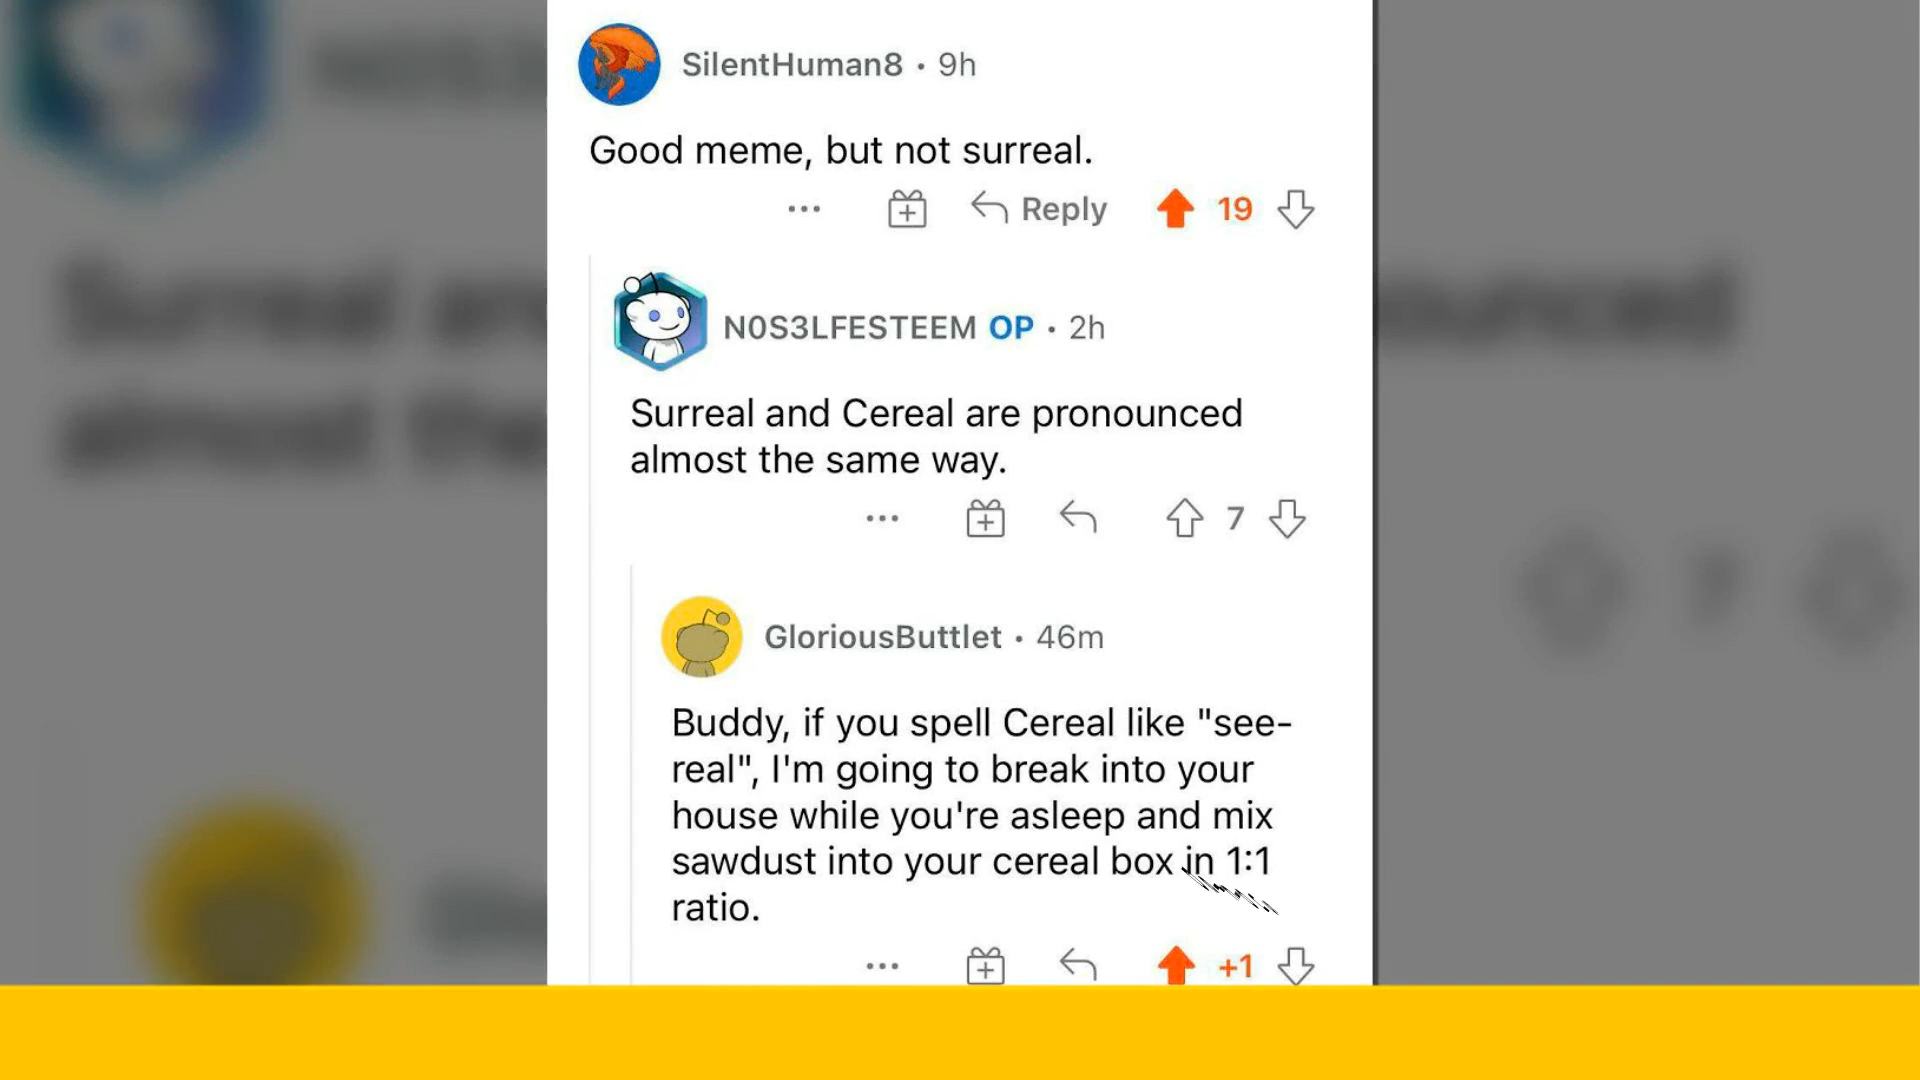 SilentHuman8 • 9h
Good meme, but not surreal.
Reply 19
N0S3LFESTEEM OP • 2h
Surreal and Cereal are pronounced
almost the same way.
7
GloriousButtlet • 46m
Buddy, if you spell Cereal like "see-
real", I'm going to break into your
house while you're asleep and mix
sawdust into your cereal box in 1:1
ratio.
+1